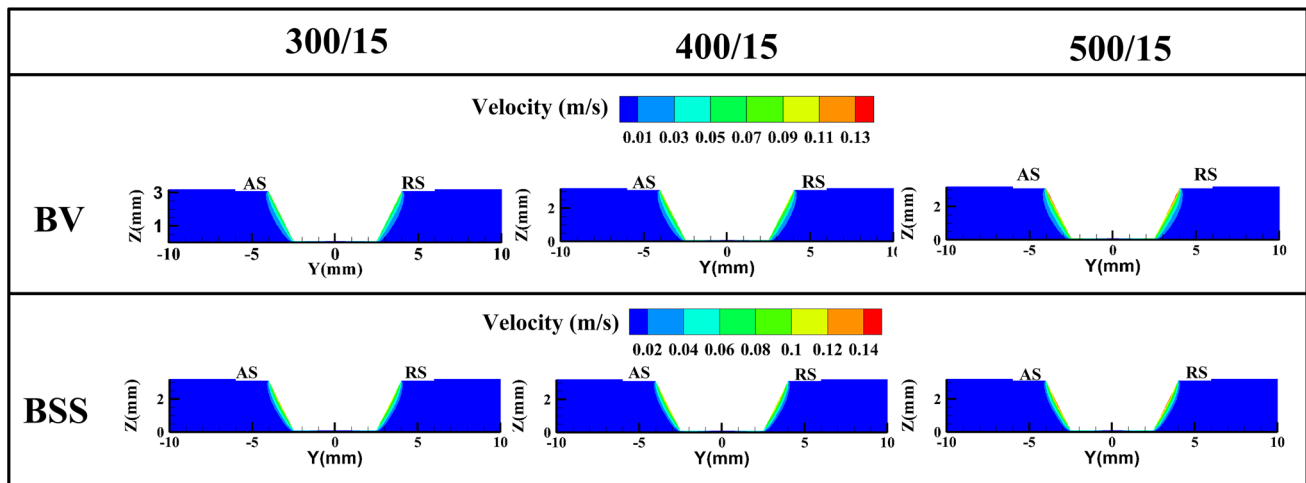 300/15 400/15 500/15
Velocity (m/s)
0.01 0.03 0.05 0.07 0.09 0.11 0.13
BV
AS RS
Z(mm)
3
1
-10 -5 0 5 10
Y(mm)
AS RS
Z(mm)
2
0
-10 -5 0 5 10
Y(mm)
AS RS
Z(mm)
2
0
-10 -5 0 5 10
Y(mm)
Velocity (m/s)
0.02 0.04 0.06 0.08 0.1 0.12 0.14
BSS
AS RS
Z(mm)
2
0
-10 -5 0 5 10
Y(mm)
AS RS
Z(mm)
2
0
-10 -5 0 5 10
Y(mm)
AS RS
Z(mm)
2
0
-10 -5 0 5 10
Y(mm)